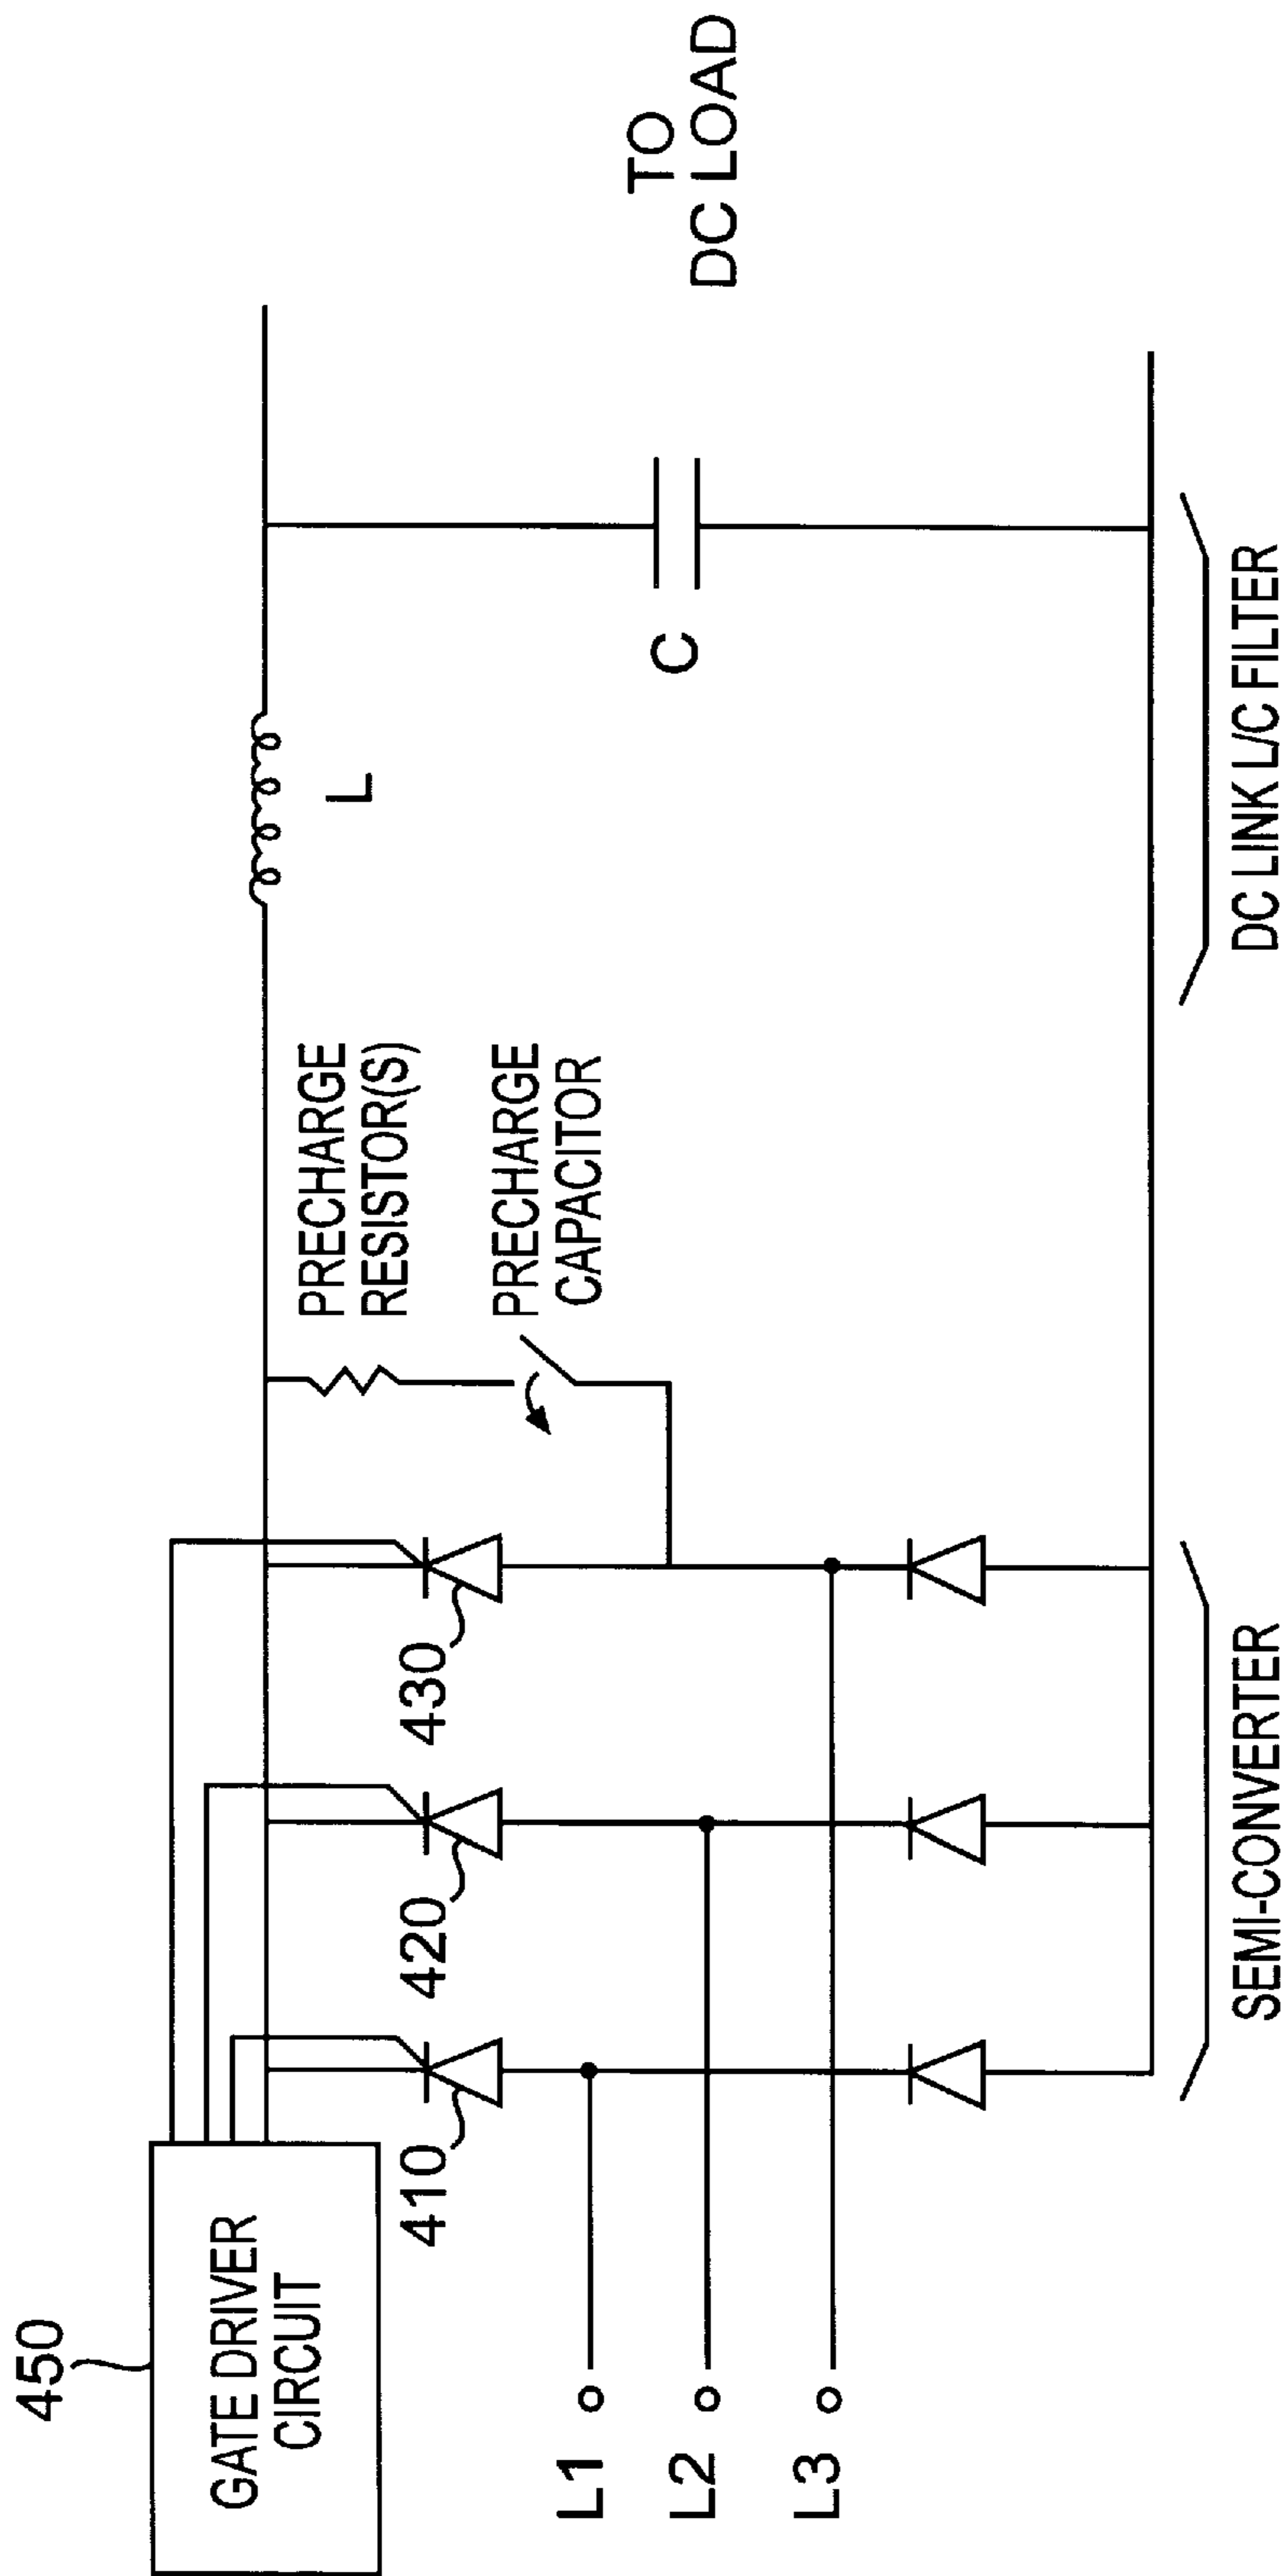 450
GATE DRIVER
CIRCUIT
L1
L2
L3
410
420
430
PRECHARGE
RESISTOR(S)
PRECHARGE
CAPACITOR
L
C
TO
DC LOAD
SEMI-CONVERTER
DC LINK L/C FILTER